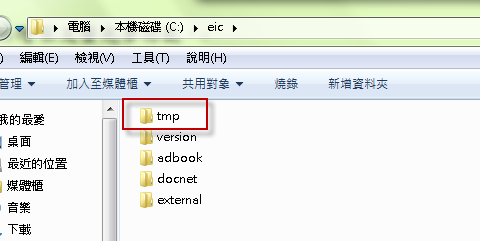 電腦 ▸ 本機磁碟 (C:) ▸ eic ▸
編輯(E) 檢視(V) 工具(T) 說明(H)
管理 ▾ 加入至媒體櫃 ▾ 共用對象 ▾ 燒錄 新增資料夾
我的最愛
桌面
最近的位置
媒體櫃
音樂
下載
tmp
version
adbook
docnet
external